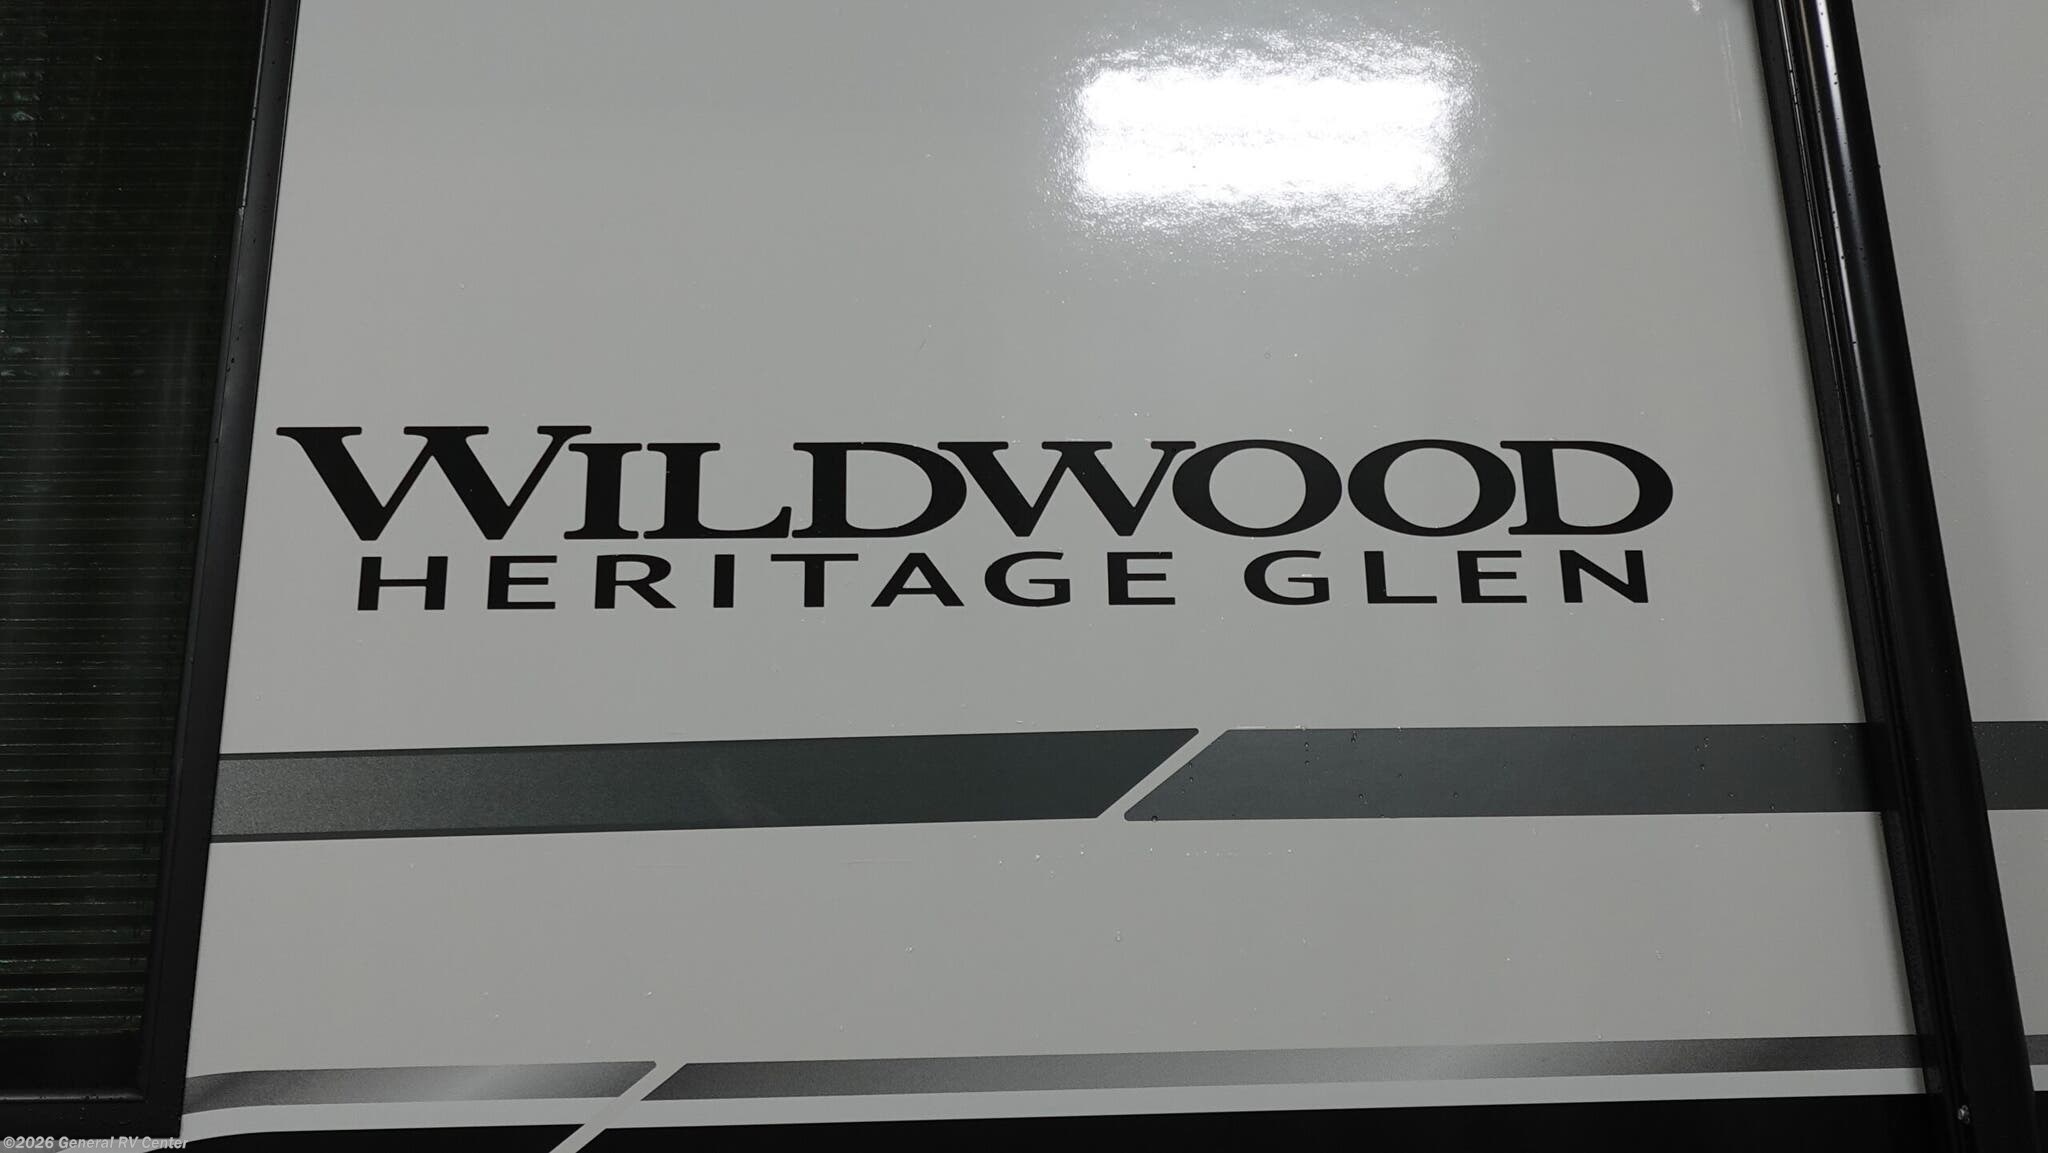 WILDWOOD
HERITAGE GLEN
©2026 General RV Center